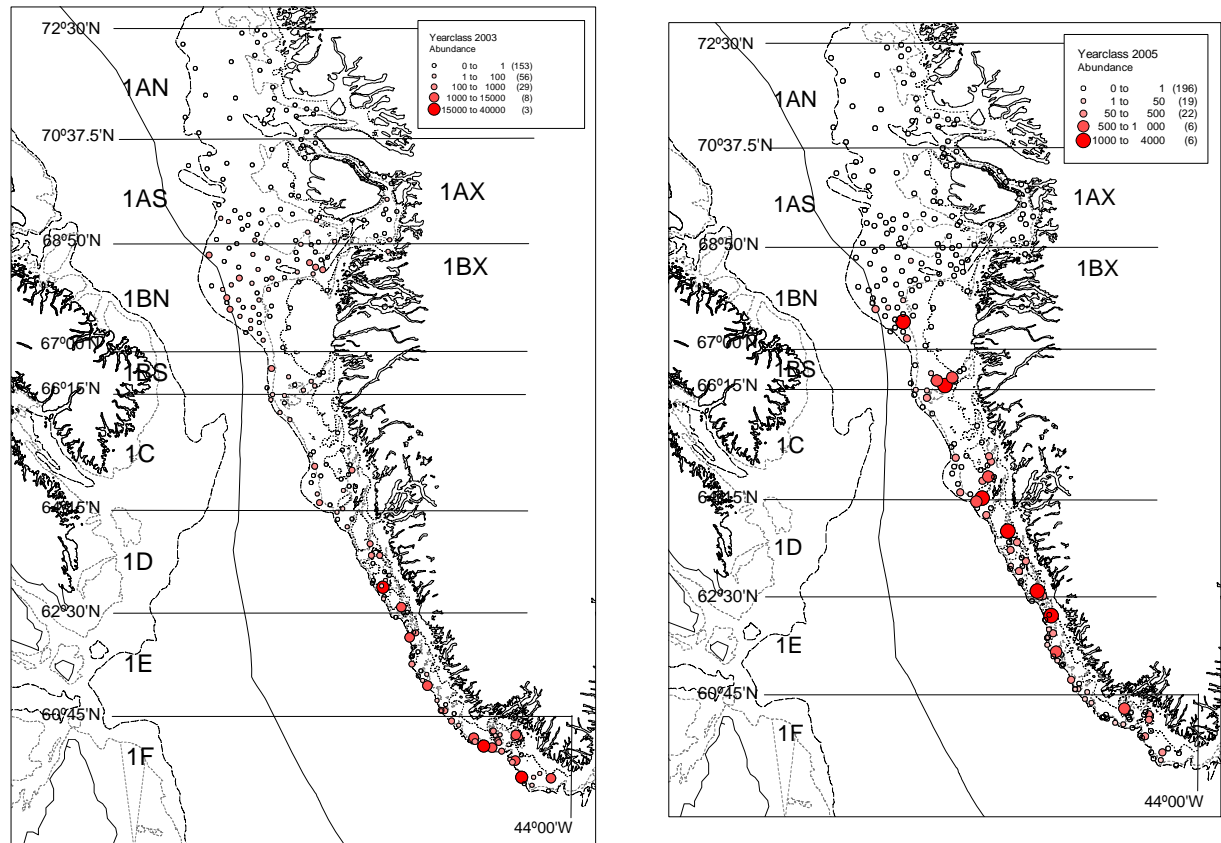 72º30'N
Yearclass 2003
Abundance
0 to 1 (153)
1 to 100 (56)
100 to 1000 (29)
1000 to 15000 (8)
15000 to 40000 (3)
1AN
70º37.5'N
1AS
1AX
68º50'N
1BX
1BN
67º00'N
1BS
66º15'N
1C
64º15'N
1D
62º30'N
1E
60º45'N
1F
44º00'W
72º30'N
Yearclass 2005
Abundance
0 to 1 (196)
1 to 50 (19)
50 to 500 (22)
500 to 1 000 (6)
1000 to 4000 (6)
1AN
70º37.5'N
1AS
1AX
68º50'N
1BX
1BN
67º00'N
1BS
66º15'N
1C
64º15'N
1D
62º30'N
1E
60º45'N
1F
44º00'W